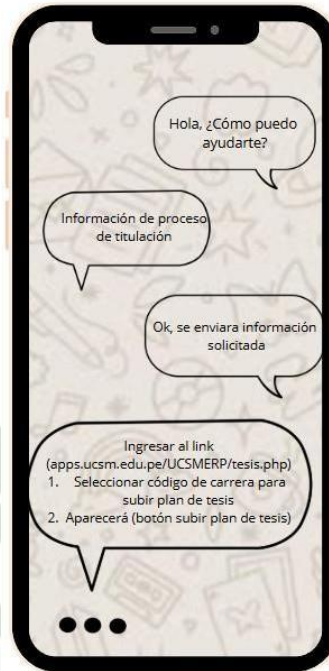 Hola, ¿Cómo puedo
ayudarte?
Información de proceso
de titulación
Ok, se enviara información
solicitada
Ingresar al link
(apps.ucsm.edu.pe/UCSMERP/tesis.php)
1. Seleccionar código de carrera para
subir plan de tesis
2. Aparecerá (botón subir plan de tesis)